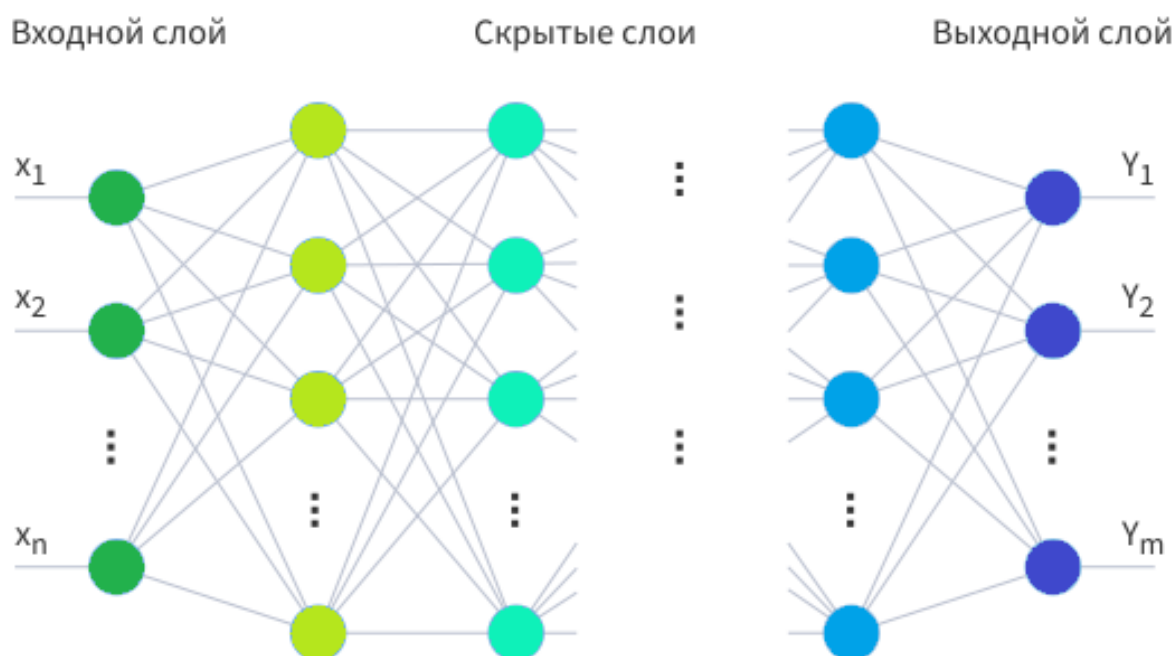 Входной слой
Скрытые слои
Выходной слой
x₁
Y₁
x₂
Y₂
xₙ
Yₘ